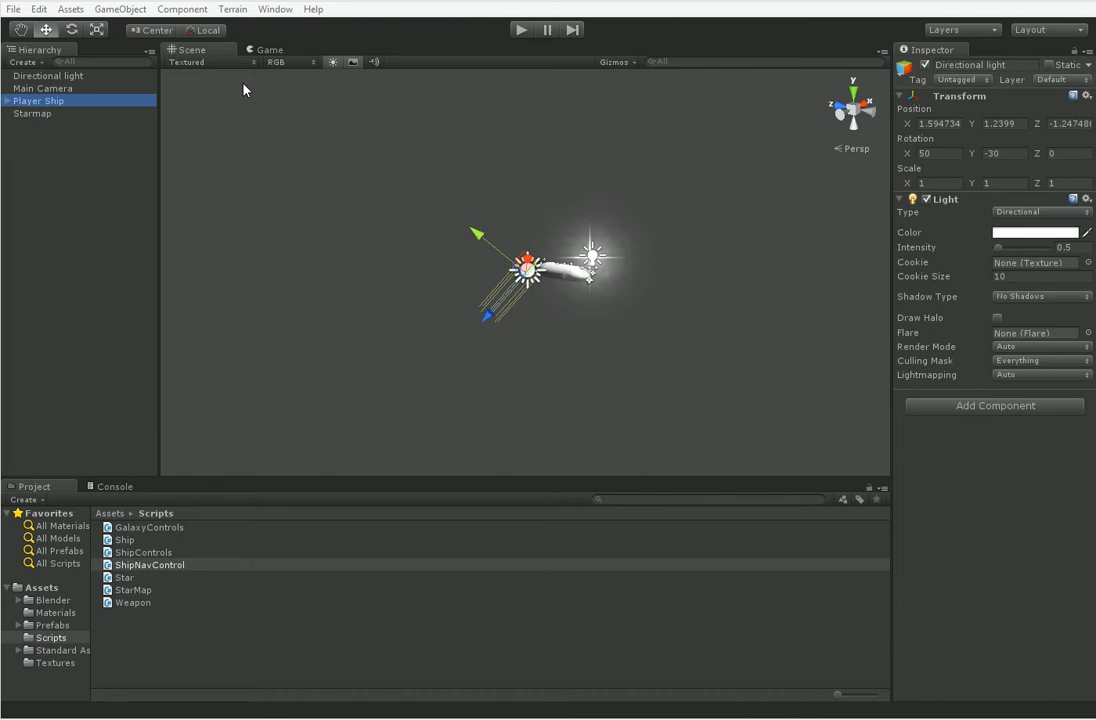 File Edit Assets GameObject Component Terrain Window Help
Center Local Layers Layout
Hierarchy Scene Game Inspector
Create All Textured RGB Gizmos All Directional light Static
Tag Untagged Layer Default
Directional light
Main Camera
Player Ship
Starmap
y
x
z
Persp
Transform
Position
X 1.594734 Y 1.2399 Z -1.247486
Rotation
X 50 Y -30 Z 0
Scale
X 1 Y 1 Z 1
Light
Type Directional
Color
Intensity 0.5
Cookie None (Texture)
Cookie Size 10
Shadow Type No Shadows
Draw Halo
Flare None (Flare)
Render Mode Auto
Culling Mask Everything
Lightmapping Auto
Add Component
Project Console
Create
Favorites
All Materials
All Models
All Prefabs
All Scripts
Assets
Blender
Materials
Prefabs
Scripts
Standard As
Textures
Assets Scripts
GalaxyControls
Ship
ShipControls
ShipNavControl
Star
StarMap
Weapon